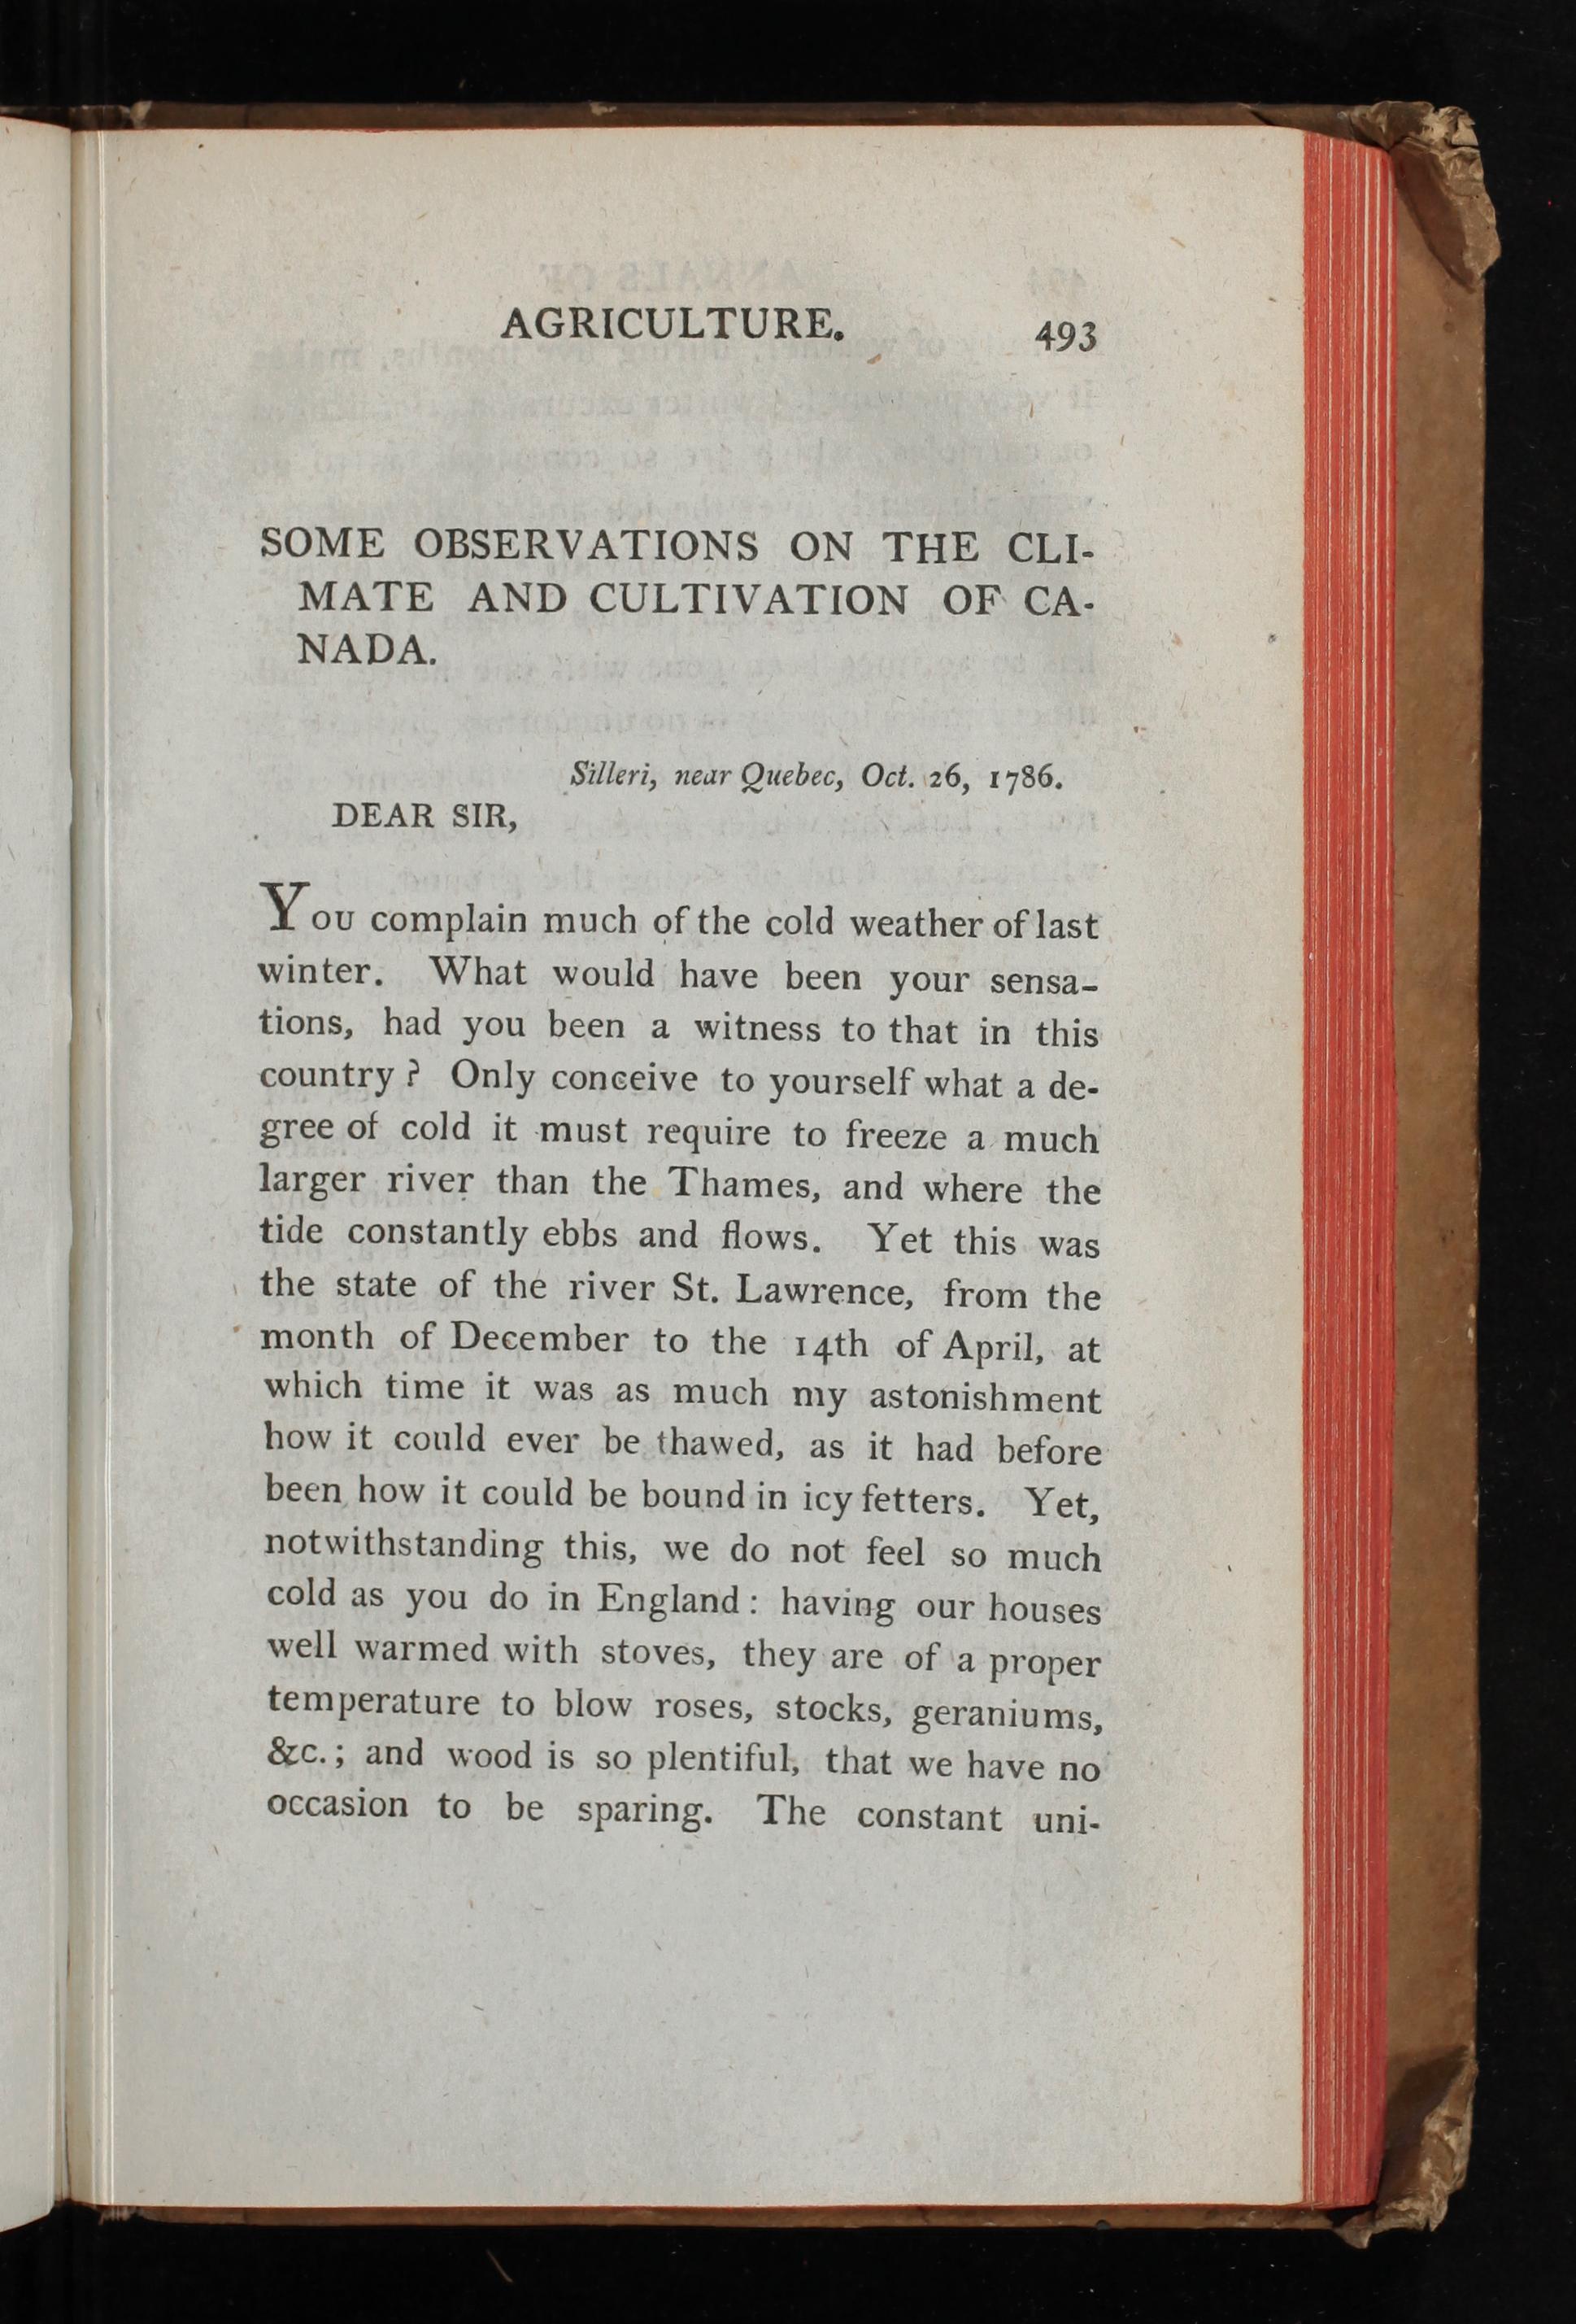 AGRICULTURE. 493
SOME OBSERVATIONS ON THE CLI-
MATE AND CULTIVATION OF CA-
NADA.
Silleri, near Quebec, Oct. 26, 1786.
DEAR SIR,
You complain much of the cold weather of last
winter. What would have been your sensa-
tions, had you been a witness to that in this
country? Only conceive to yourself what a de-
gree of cold it must require to freeze a much
larger river than the Thames, and where the
tide constantly ebbs and flows. Yet this was
the state of the river St. Lawrence, from the
month of December to the 14th of April, at
which time it was as much my astonishment
how it could ever be thawed, as it had before
been how it could be bound in icy fetters. Yet,
notwithstanding this, we do not feel so much
cold as you do in England: having our houses
well warmed with stoves, they are of a proper
temperature to blow roses, stocks, geraniums,
&c.; and wood is so plentiful, that we have no
occasion to be sparing. The constant uni-